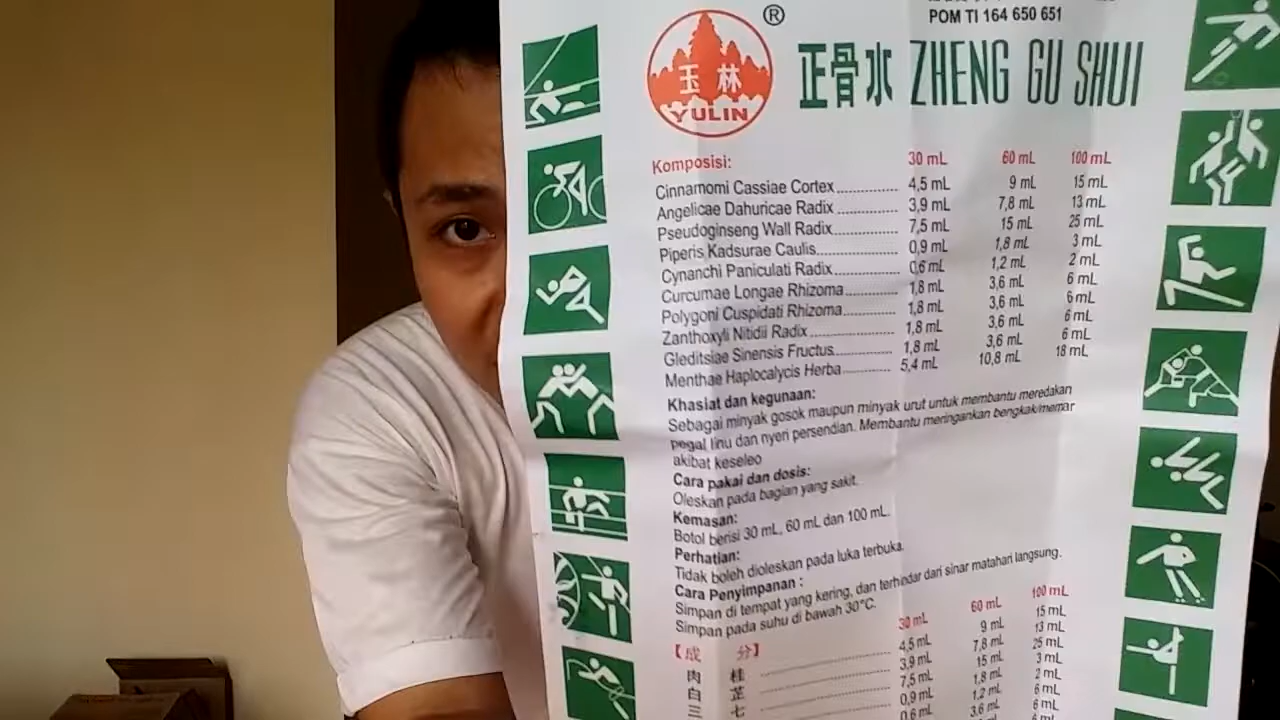 POM TI 164 650 651
®
玉林
YULIN
正骨水 ZHENG GU SHUI
Komposisi: 30 mL 60 mL 100 mL
Cinnamomi Cassiae Cortex 4,5 mL 9 mL 15 mL
Angelicae Dahuricae Radix 3,9 mL 7,8 mL 13 mL
Pseudoginseng Wall Radix 7,5 mL 15 mL 25 mL
Piperis Kadsurae Caulis 0,9 mL 1,8 mL 3 mL
Cynanchi Paniculati Radix 0,6 mL 1,2 mL 2 mL
Curcumae Longae Rhizoma 1,8 mL 3,6 mL 6 mL
Polygoni Cuspidati Rhizoma 1,8 mL 3,6 mL 6 mL
Zanthoxyli Nitidii Radix 1,8 mL 3,6 mL 6 mL
Gleditsiae Sinensis Fructus 1,8 mL 3,6 mL 6 mL
Menthae Haplocalycis Herba 5,4 mL 10,8 mL 18 mL
Khasiat dan kegunaan:
Sebagai minyak gosok maupun minyak urut untuk membantu meredakan
pegal linu dan nyeri persendian. Membantu meringankan bengkak/memar
akibat keseleo
Cara pakai dan dosis:
Oleskan pada bagian yang sakit.
Kemasan:
Botol berisi 30 mL, 60 mL dan 100 mL.
Perhatian:
Tidak boleh dioleskan pada luka terbuka.
Cara Penyimpanan :
Simpan di tempat yang kering, dan terhindar dari sinar matahari langsung.
Simpan pada suhu di bawah 30°C.
【成 分】 30 mL 60 mL 100 mL
肉 桂 4,5 mL 9 mL 15 mL
白 芷 3,9 mL 7,8 mL 13 mL
三 七 7,5 mL 15 mL 25 mL
0,9 mL 1,8 mL 3 mL
0,6 mL 1,2 mL 2 mL
3,6 mL 6 mL
6 mL